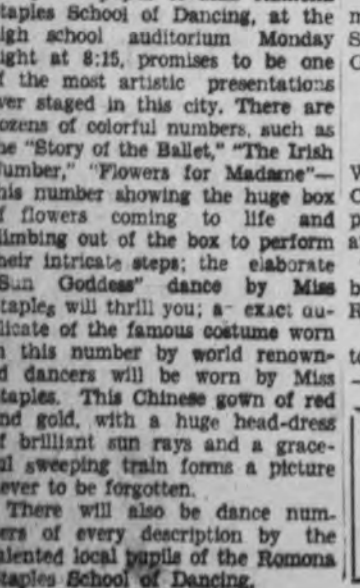 taples School of Dancing, at the
igh school auditorium Monday
ight at 8:15, promises to be one
f the most artistic presentations
ver staged in this city. There are
ozens of colorful numbers, such as
he "Story of the Ballet," "The Irish
umber," "Flowers for Madame"—
his number showing the huge box
f flowers coming to life and
limbing out of the box to perform
heir intricate steps; the elaborate
Sun Goddess" dance by Miss
taples will thrill you; a exact du-
licate of the famous costume worn
n this number by world renown-
d dancers will be worn by Miss
taples. This Chinese gown of red
nd gold, with a huge head-dress
f brilliant sun rays and a grace-
ul sweeping train forms a picture
ever to be forgotten.
There will also be dance num-
ers of every description by the
alented local pupils of the Romona
taples School of Dancing.